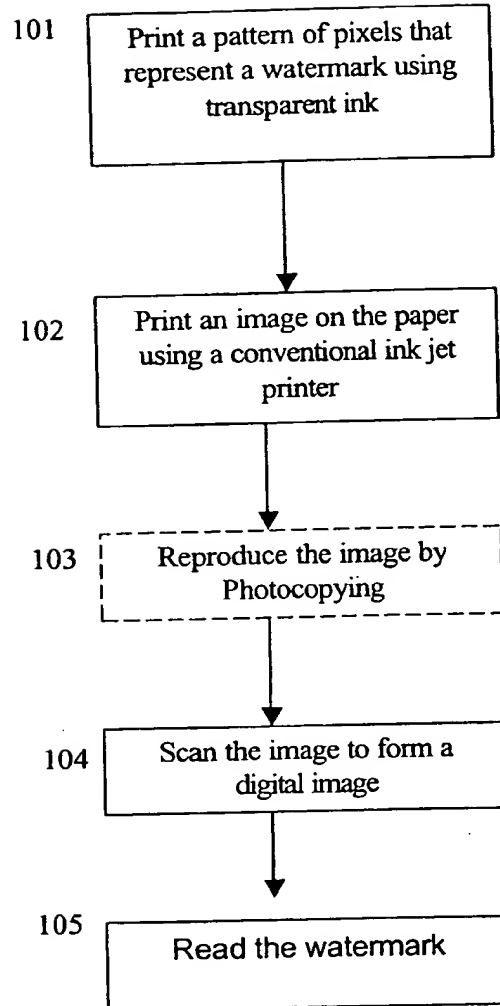 101
Print a pattern of pixels that
represent a watermark using
transparent ink
102
Print an image on the paper
using a conventional ink jet
printer
103
Reproduce the image by
Photocopying
104
Scan the image to form a
digital image
105
Read the watermark